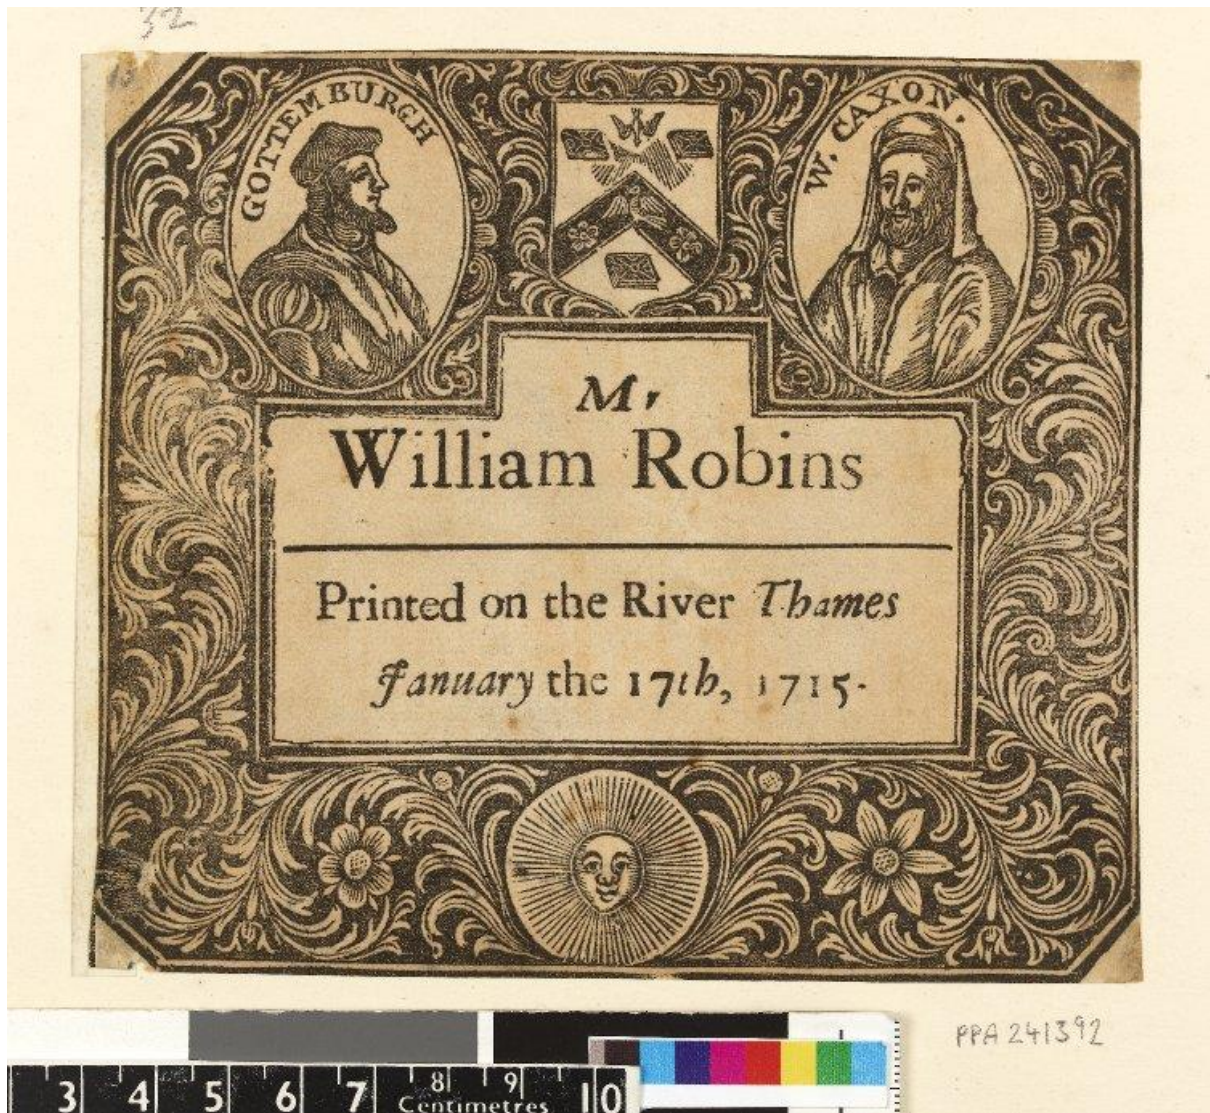 32
GOTTEMBURGH
W. CAXON.
Mr
William Robins
Printed on the River Thames
January the 17th, 1715.
PPA 241392
3 4 5 6 7 8 9 10
Centimetres